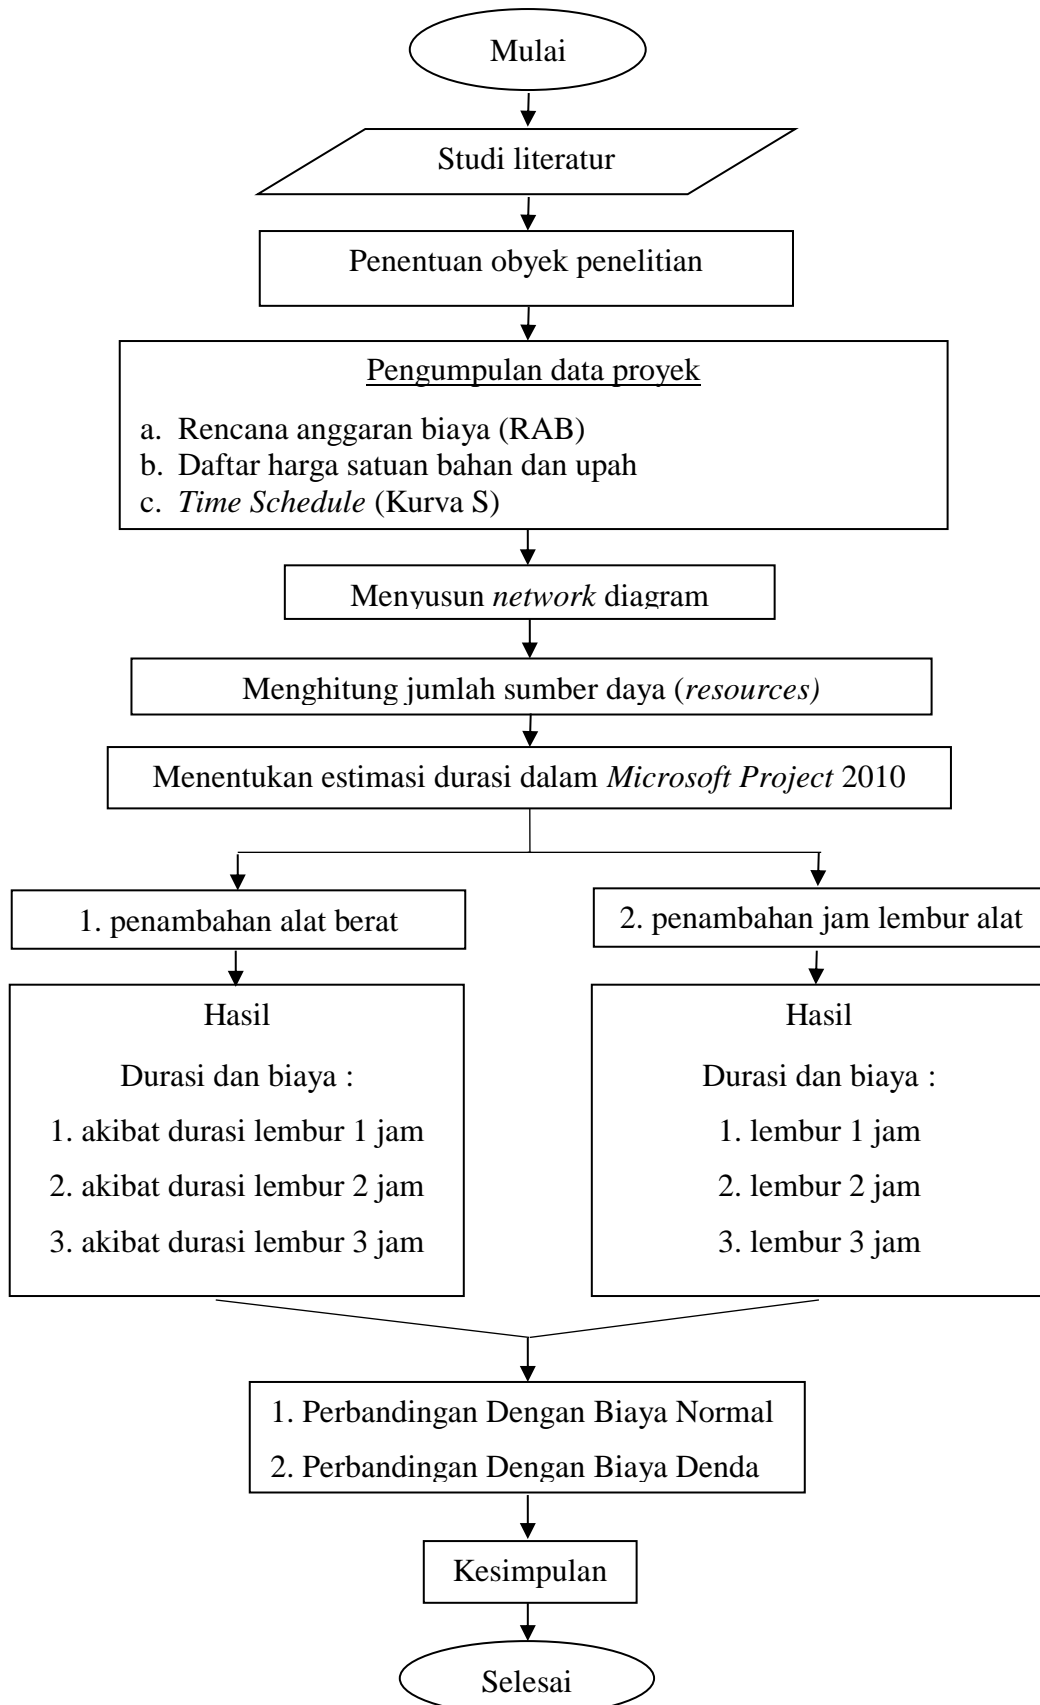 Mulai
Studi literatur
Penentuan obyek penelitian
Pengumpulan data proyek
a. Rencana anggaran biaya (RAB)
b. Daftar harga satuan bahan dan upah
c. Time Schedule (Kurva S)
Menyusun network diagram
Menghitung jumlah sumber daya (resources)
Menentukan estimasi durasi dalam Microsoft Project 2010
1. penambahan alat berat
2. penambahan jam lembur alat
Hasil
Durasi dan biaya :
1. akibat durasi lembur 1 jam
2. akibat durasi lembur 2 jam
3. akibat durasi lembur 3 jam
Hasil
Durasi dan biaya :
1. lembur 1 jam
2. lembur 2 jam
3. lembur 3 jam
1. Perbandingan Dengan Biaya Normal
2. Perbandingan Dengan Biaya Denda
Kesimpulan
Selesai